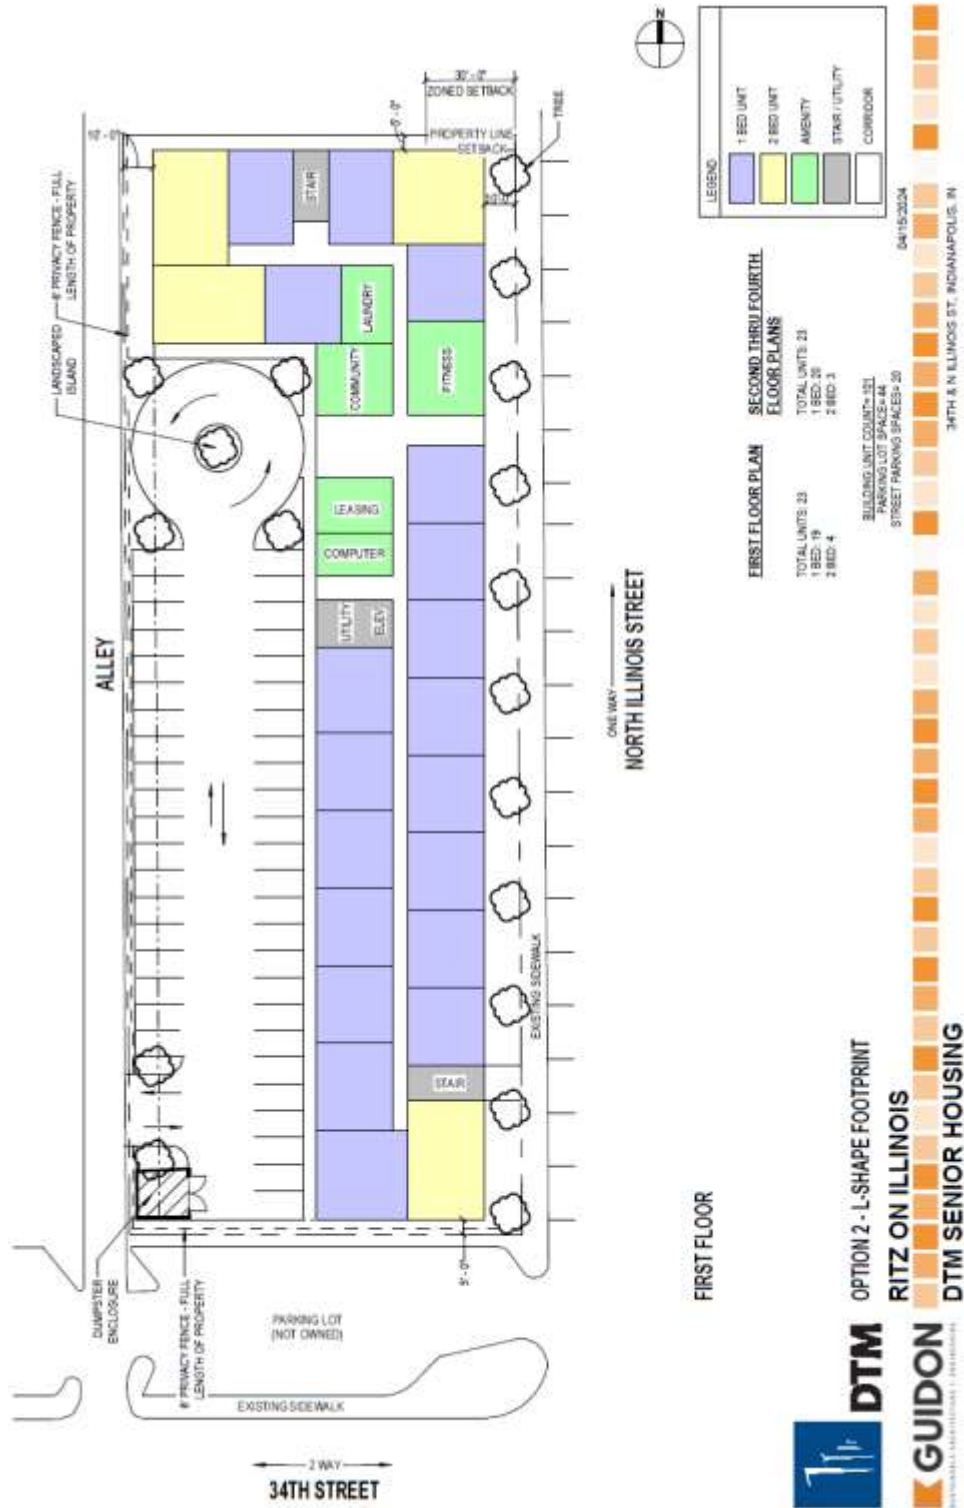 10' - 0"
6' PRIVACY FENCE - FULL
LENGTH OF PROPERTY
LANDSCAPED
ISLAND
ALLEY
30' - 0"
ZONED SETBACK
PROPERTY LINE
SETBACK
TREE
N
STAIR
LAUNDRY
COMMUNITY
FITNESS
LEASING
COMPUTER
UTILITY
ELEV
STAIR
EXISTING SIDEWALK
ONE WAY
NORTH ILLINOIS STREET
5' - 0"
DUMPSTER
ENCLOSURE
6' PRIVACY FENCE - FULL
LENGTH OF PROPERTY
PARKING LOT
(NOT OWNED)
EXISTING SIDEWALK
2 WAY
34TH STREET
LEGEND
1 BED UNIT
2 BED UNIT
AMENITY
STAIR / UTILITY
CORRIDOR
FIRST FLOOR PLAN
TOTAL UNITS: 23
1 BED: 19
2 BED: 4
SECOND THRU FOURTH
FLOOR PLANS
TOTAL UNITS: 23
1 BED: 20
2 BED: 3
PARKING LOT SPACES= 44
STREET PARKING SPACES= 20
FIRST FLOOR
04/15/2024
34TH & N ILLINOIS ST, INDIANAPOLIS, IN
DTM
OPTION 2 - L-SHAPE FOOTPRINT
RITZ ON ILLINOIS
GUIDON
DTM SENIOR HOUSING